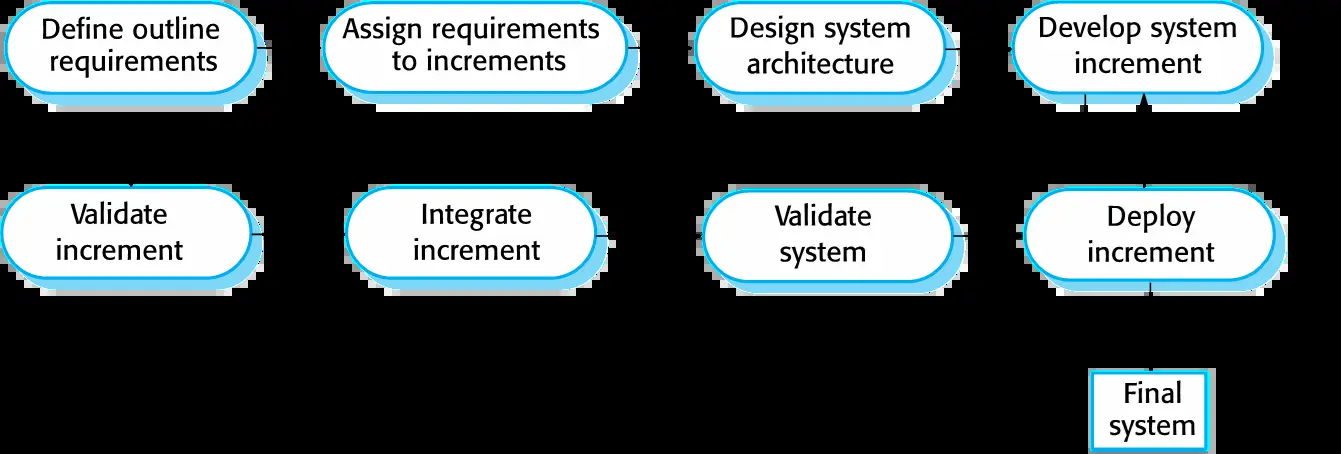 Define outline
requirements
Assign requirements
to increments
Design system
architecture
Develop system
increment
Validate
increment
Integrate
increment
Validate
system
Deploy
increment
Final
system